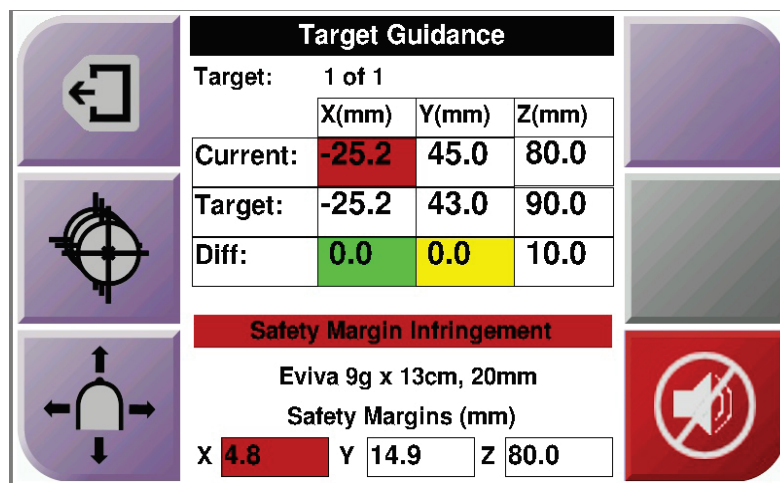 Target Guidance
Target: 1 of 1
X(mm) Y(mm) Z(mm)
Current: -25.2 45.0 80.0
Target: -25.2 43.0 90.0
Diff: 0.0 0.0 10.0
Safety Margin Infringement
Eviva 9g x 13cm, 20mm
Safety Margins (mm)
X 4.8 Y 14.9 Z 80.0